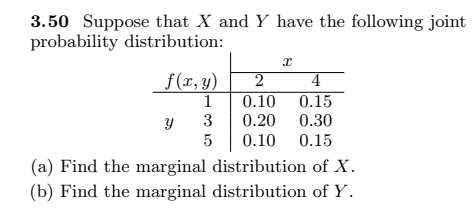 3.50 Suppose that X and Y have the following joint
probability distribution:
x
f(x, y) 2 4
1 0.10 0.15
y 3 0.20 0.30
5 0.10 0.15
(a) Find the marginal distribution of X.
(b) Find the marginal distribution of Y.